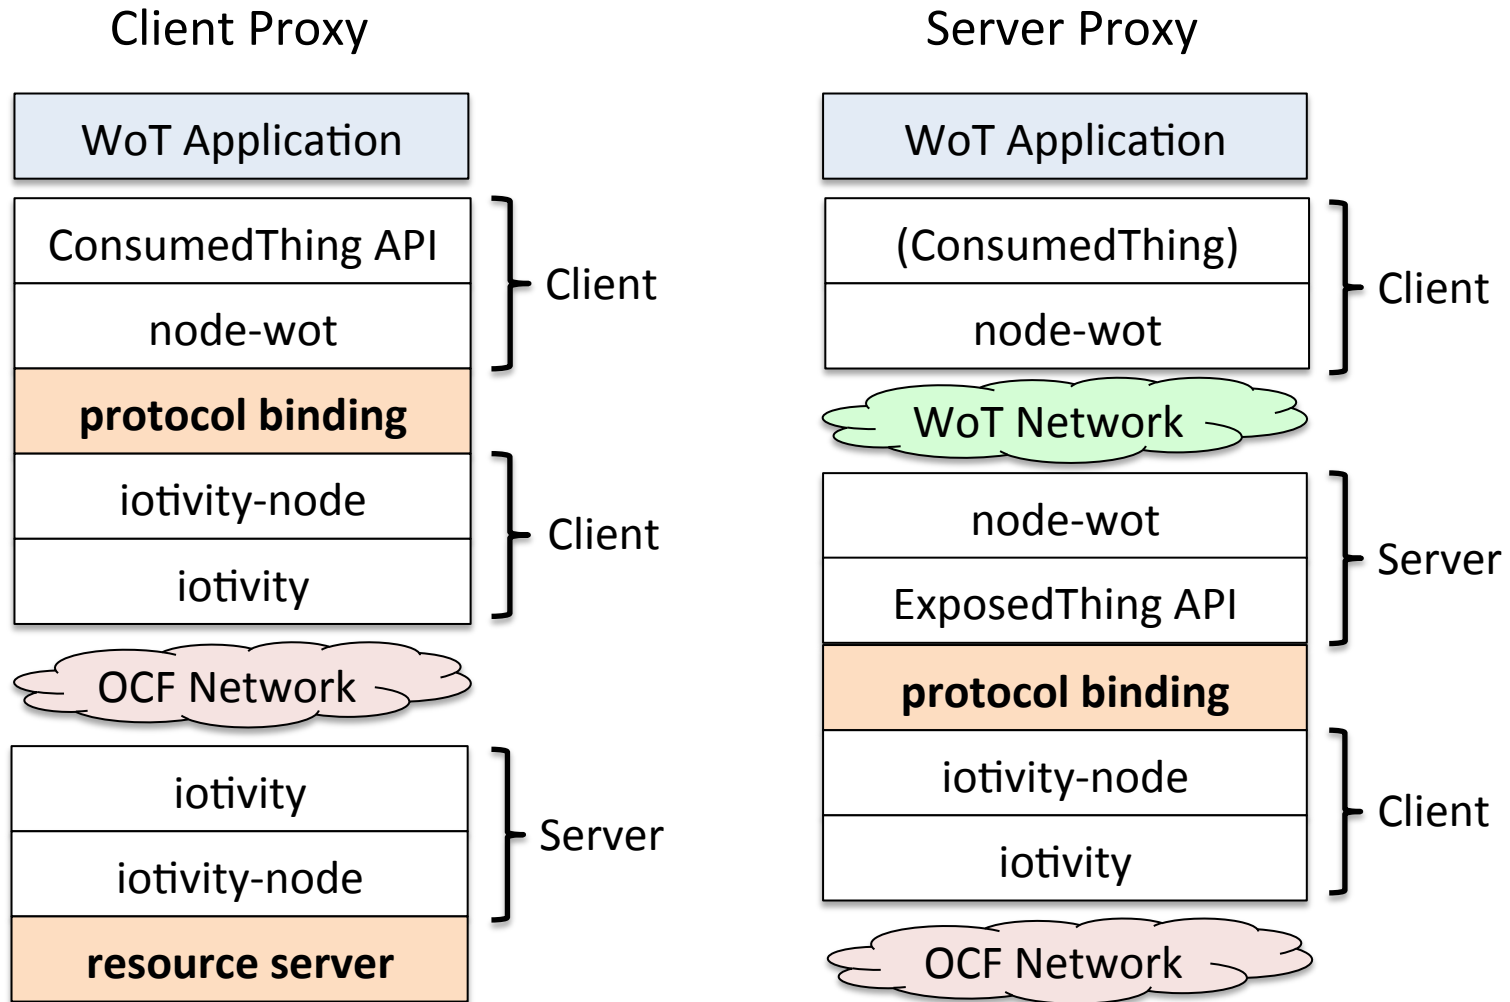 Client Proxy
WoT Application
ConsumedThing API
node-wot
Client
protocol binding
iotivity-node
iotivity
Client
OCF Network
iotivity
iotivity-node
Server
resource server
Server Proxy
WoT Application
(ConsumedThing)
node-wot
Client
WoT Network
node-wot
ExposedThing API
Server
protocol binding
iotivity-node
iotivity
Client
OCF Network